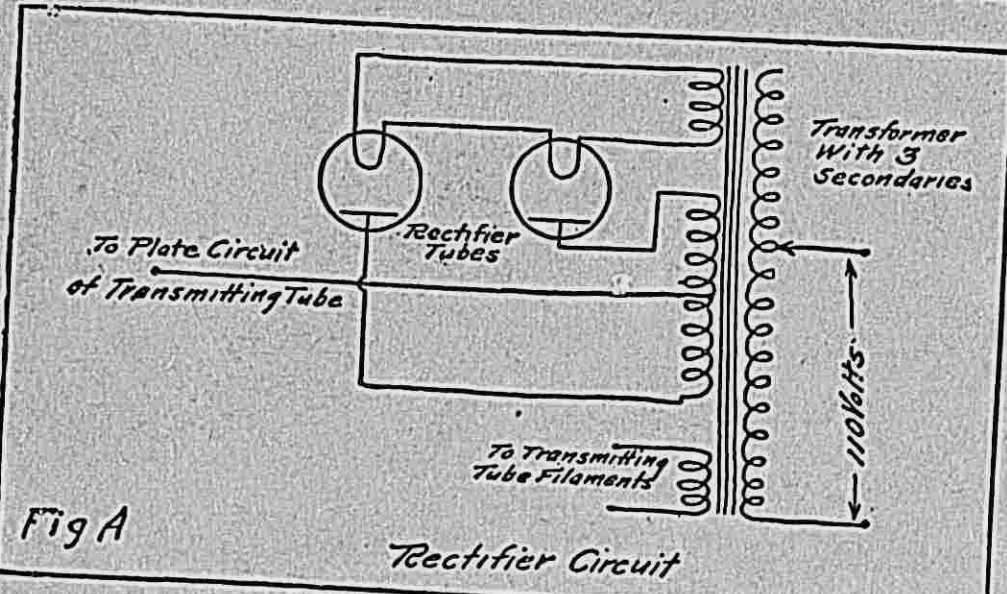 Transformer
With 3
Secondaries
Rectifier
Tubes
To Plate Circuit
of Transmitting Tube
110 Volts
To Transmitting
Tube Filaments
Fig A
Rectifier Circuit